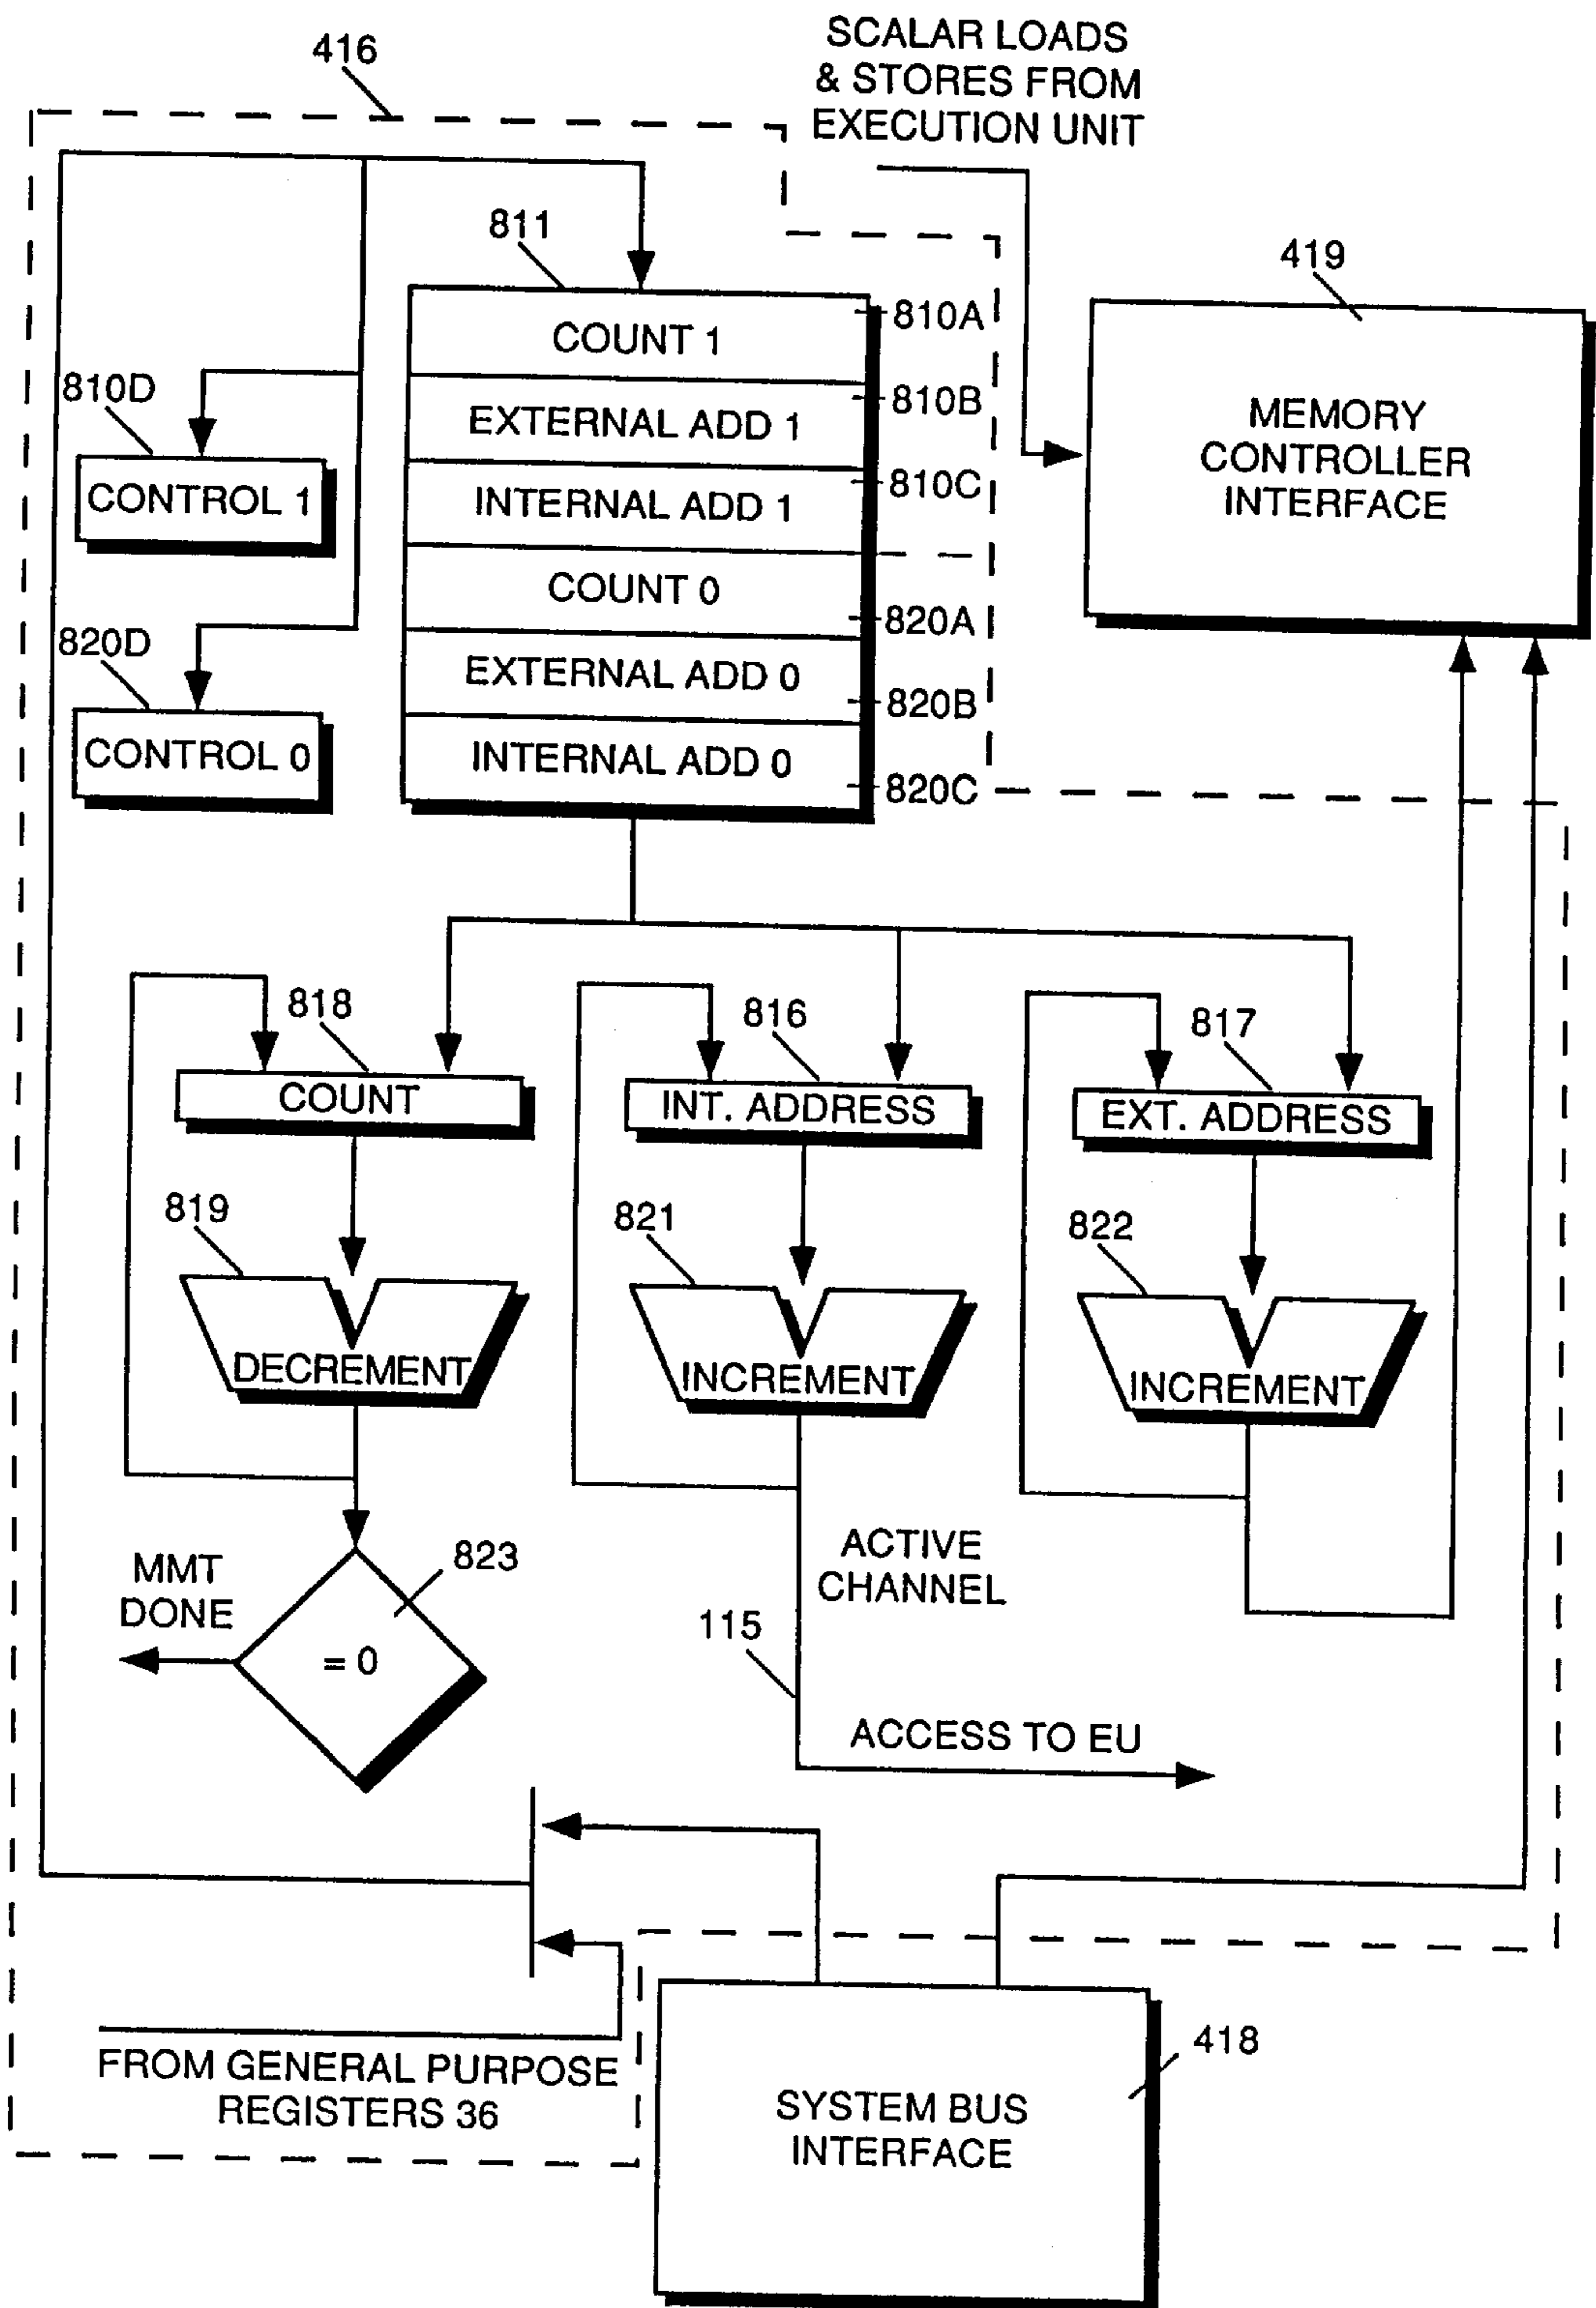 416
SCALAR LOADS
& STORES FROM
EXECUTION UNIT
811
419
810A
COUNT 1
810D
810B
EXTERNAL ADD 1
MEMORY
CONTROLLER
INTERFACE
810C
INTERNAL ADD 1
CONTROL 1
COUNT 0
820A
820D
EXTERNAL ADD 0
820B
CONTROL 0
INTERNAL ADD 0
820C
818
816
817
COUNT
INT. ADDRESS
EXT. ADDRESS
819
821
822
DECREMENT
INCREMENT
INCREMENT
MMT
DONE
823
= 0
ACTIVE
CHANNEL
115
ACCESS TO EU
FROM GENERAL PURPOSE
REGISTERS 36
418
SYSTEM BUS
INTERFACE